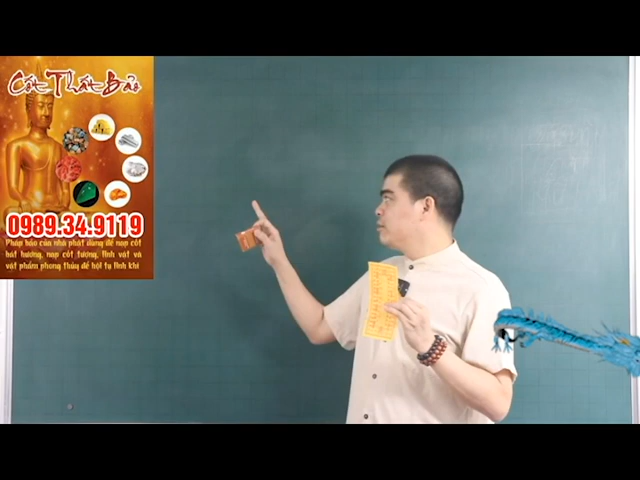 Cốt Thất Bảo
0989.34.9119
Pháp bảo của nhà phật dùng để nạp cốt
bát hương, nạp cốt tượng, linh vật và
vật phẩm phong thủy để hội tụ linh khí